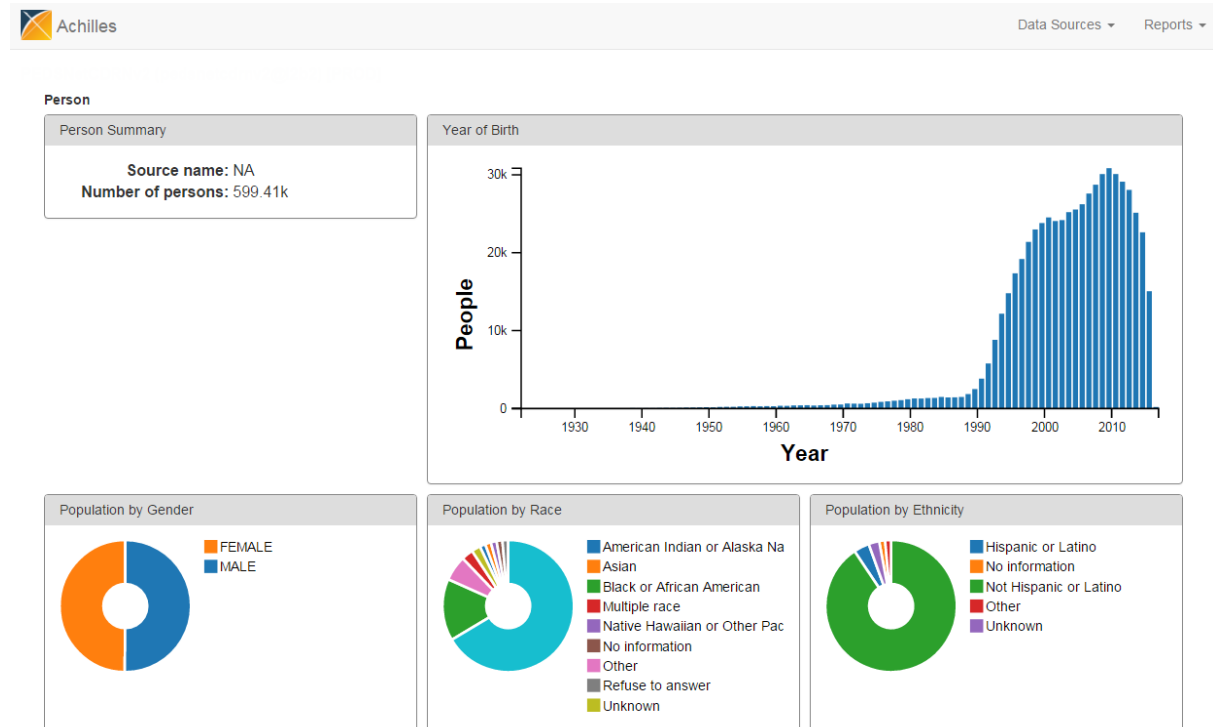 Achilles
Data Sources
Reports
Person
Person Summary
Source name: NA
Number of persons: 599.41k
Year of Birth
30k
20k
10k
0
People
1930 1940 1950 1960 1970 1980 1990 2000 2010
Year
Population by Gender
FEMALE
MALE
Population by Race
American Indian or Alaska Na
Asian
Black or African American
Multiple race
Native Hawaiian or Other Pac
No information
Other
Refuse to answer
Unknown
Population by Ethnicity
Hispanic or Latino
No information
Not Hispanic or Latino
Other
Unknown